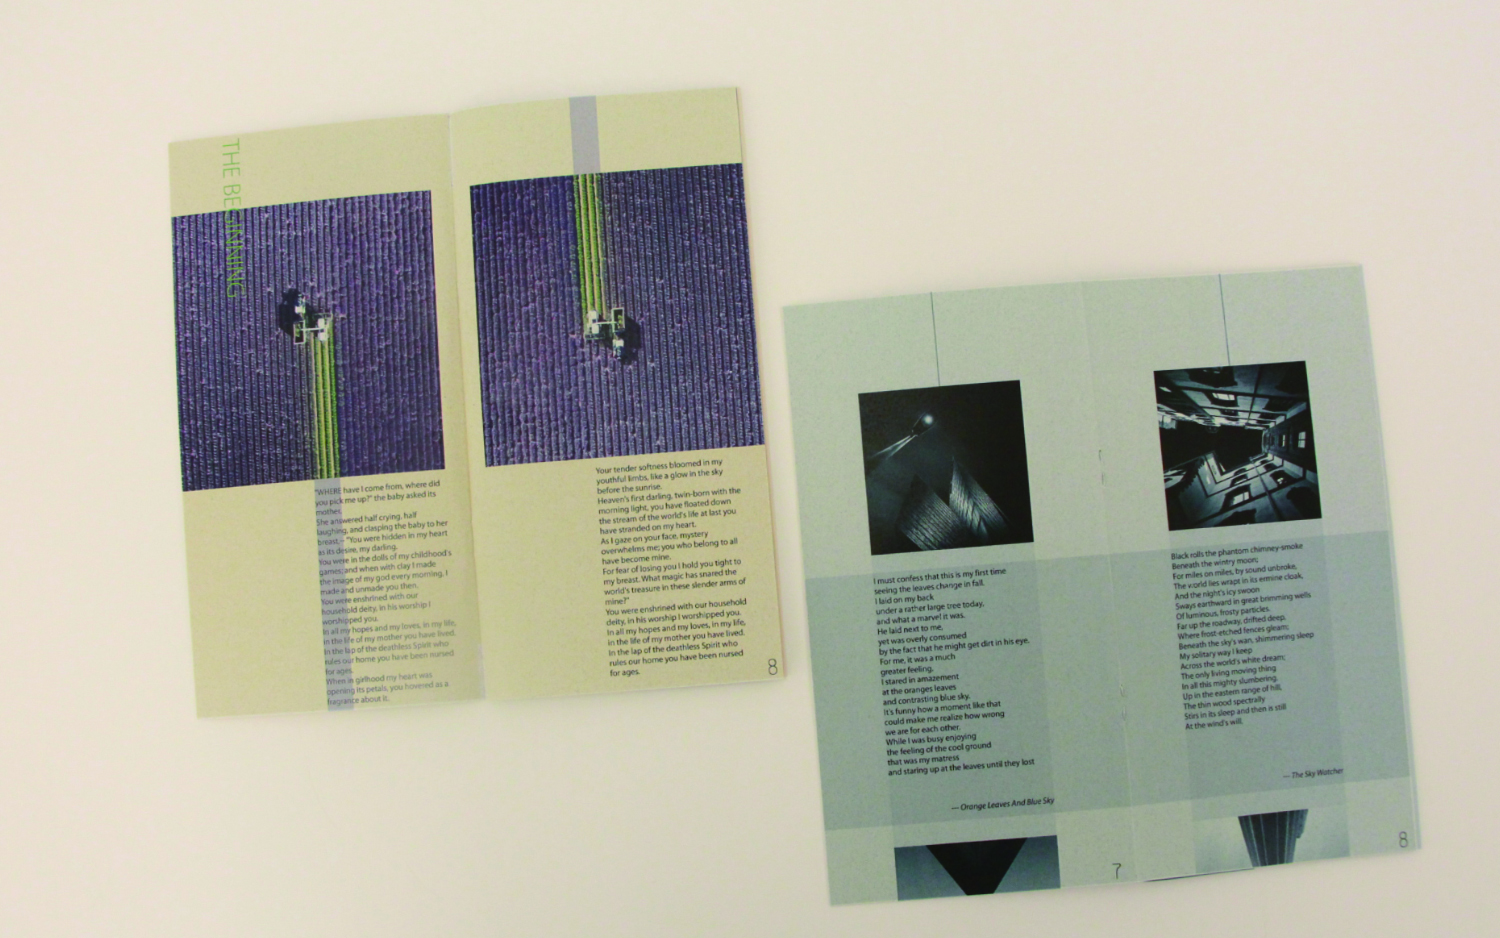 THE BEGINNING
"WHERE have I come from, where did
you pick me up?" the baby asked its
mother.
She answered half crying, half
laughing, and clasping the baby to her
breast,- "You were hidden in my heart
as its desire, my darling.
You were in the dolls of my childhood's
games; and when with clay I made
the image of my god every morning, I
made and unmade you then.
You were enshrined with our
household deity, in his worship I
worshipped you.
In all my hopes and my loves, in my life,
in the life of my mother you have lived.
In the lap of the deathless Spirit who
rules our home you have been nursed
for ages.
When in girlhood my heart was
opening its petals, you hovered as a
fragrance about it.
Your tender softness bloomed in my
youthful limbs, like a glow in the sky
before the sunrise.
Heaven's first darling, twin-born with the
morning light, you have floated down
the stream of the world's life at last you
have stranded on my heart.
As I gaze on your face, mystery
overwhelms me; you who belong to all
have become mine.
For fear of losing you I hold you tight to
my breast. What magic has snared the
world's treasure in these slender arms of
mine?"
You were enshrined with our household
deity, in his worship I worshipped you.
In all my hopes and my loves, in my life,
in the life of my mother you have lived.
In the lap of the deathless Spirit who
rules our home you have been nursed
for ages.
8
I must confess that this is my first time
seeing the leaves change in fall.
I laid on my back
under a rather large tree today,
and what a marvel it was.
He laid next to me,
yet was overly consumed
by the fact that he might get dirt in his eye.
For me, it was a much
greater feeling.
I stared in amazement
at the oranges leaves
and contrasting blue sky.
It's funny how a moment like that
could make me realize how wrong
we are for each other.
While I was busy enjoying
the feeling of the cool ground
that was my matress
and staring up at the leaves until they lost
— Orange Leaves And Blue Sky
7
Black rolls the phantom chimney-smoke
Beneath the wintry moon;
For miles on miles, by sound unbroke,
The world lies wrapt in its ermine cloak,
And the night's icy swoon
Sways earthward in great brimming wells
Of luminous, frosty particles.
Far up the roadway, drifted deep,
Where frost-etched fences gleam;
Beneath the sky's wan, shimmering sleep
My solitary way I keep
Across the world's white dream;
The only living moving thing
In all this mighty slumbering.
Up in the eastern range of hill,
The thin wood spectrally
Stirs in its sleep and then is still
At the wind's will.
— The Sky Watcher
8